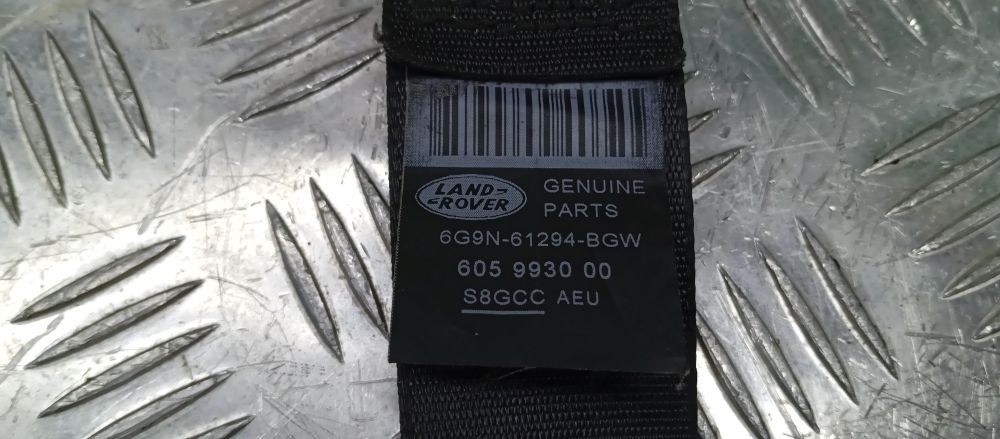 LAND-
ROVER
GENUINE
PARTS
6G9N-61294-BGW
605 9930 00
S8GCC AEU